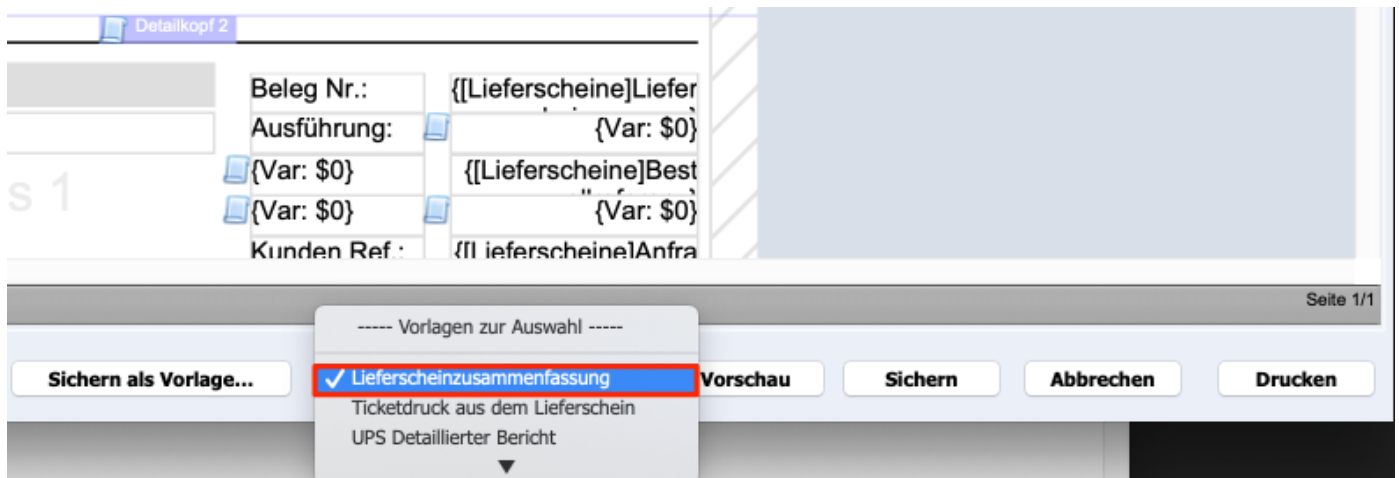 Detailkopf 2
Beleg Nr.: {[Lieferscheine]Liefer
Ausführung: {Var: $0}
{Var: $0} {[Lieferscheine]Best
s 1
{Var: $0} {Var: $0}
Kunden Ref.: {[Lieferscheine]Anfra
Seite 1/1
----- Vorlagen zur Auswahl -----
Sichern als Vorlage... ✓ Lieferscheinzusammenfassung Vorschau Sichern Abbrechen Drucken
Ticketdruck aus dem Lieferschein
UPS Detaillierter Bericht